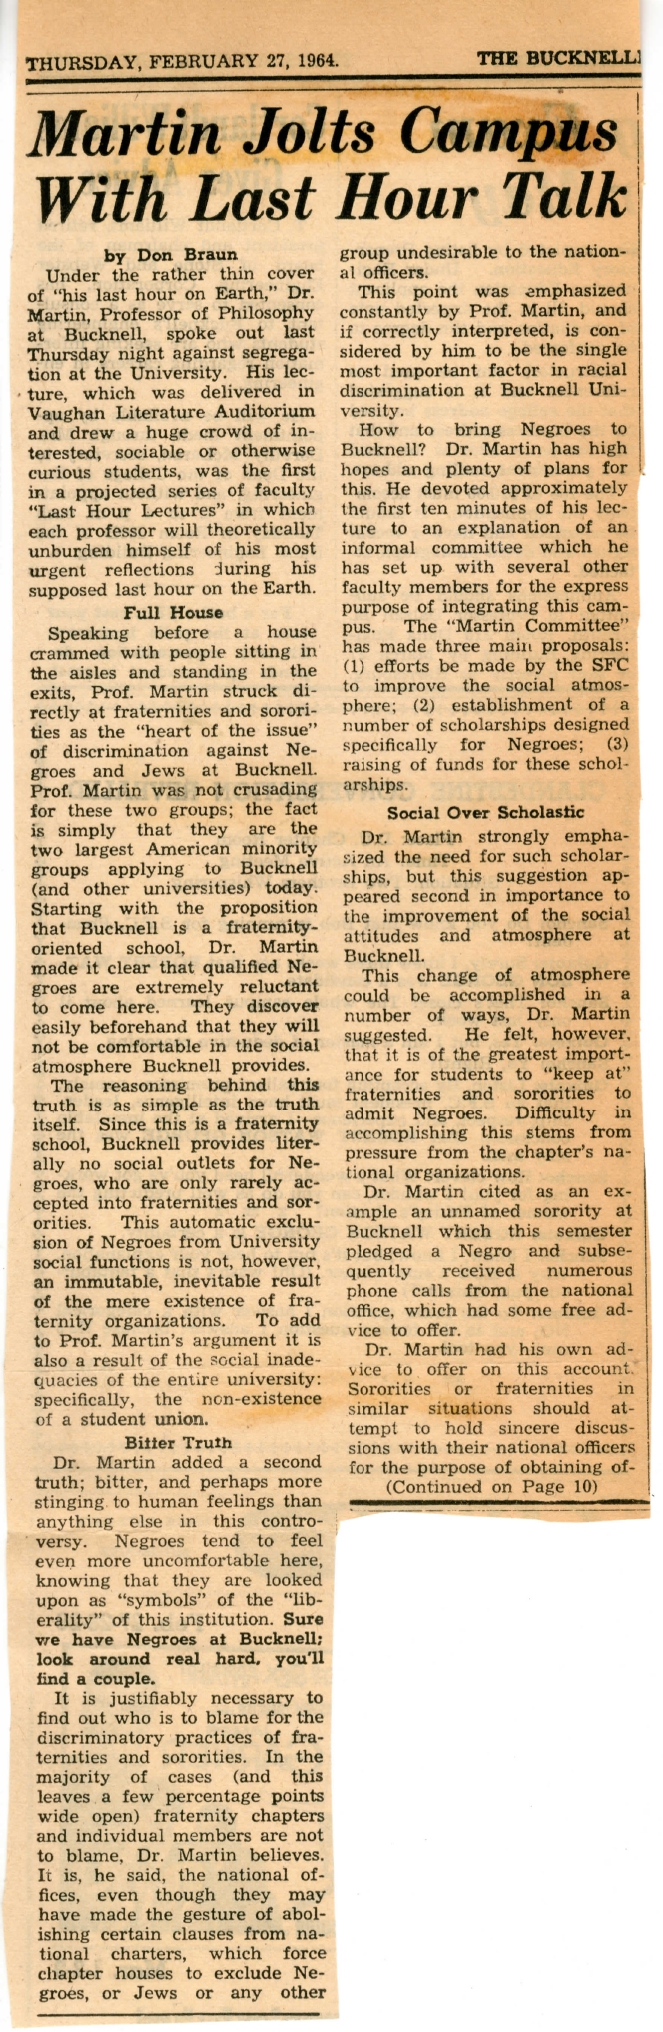 THURSDAY, FEBRUARY 27, 1964.
THE BUCKNELLI
Martin Jolts Campus
With Last Hour Talk
by Don Braun
Under the rather thin cover
of "his last hour on Earth," Dr.
Martin, Professor of Philosophy
at Bucknell, spoke out last
Thursday night against segrega-
tion at the University. His lec-
ture, which was delivered in
Vaughan Literature Auditorium
and drew a huge crowd of in-
terested, sociable or otherwise
curious students, was the first
in a projected series of faculty
"Last Hour Lectures" in which
each professor will theoretically
unburden himself of his most
urgent reflections during his
supposed last hour on the Earth.
Full House
Speaking before a house
crammed with people sitting in
the aisles and standing in the
exits, Prof. Martin struck di-
rectly at fraternities and sorori-
ties as the "heart of the issue"
of discrimination against Ne-
groes and Jews at Bucknell.
Prof. Martin was not crusading
for these two groups; the fact
is simply that they are the
two largest American minority
groups applying to Bucknell
(and other universities) today.
Starting with the proposition
that Bucknell is a fraternity-
oriented school, Dr. Martin
made it clear that qualified Ne-
groes are extremely reluctant
to come here. They discover
easily beforehand that they will
not be comfortable in the social
atmosphere Bucknell provides.
The reasoning behind this
truth is as simple as the truth
itself. Since this is a fraternity
school, Bucknell provides liter-
ally no social outlets for Ne-
groes, who are only rarely ac-
cepted into fraternities and sor-
orities. This automatic exclu-
sion of Negroes from University
social functions is not, however,
an immutable, inevitable result
of the mere existence of fra-
ternity organizations. To add
to Prof. Martin's argument it is
also a result of the social inade-
quacies of the entire university:
specifically, the non-existence
of a student union.
Bitter Truth
Dr. Martin added a second
truth; bitter, and perhaps more
stinging to human feelings than
anything else in this contro-
versy. Negroes tend to feel
even more uncomfortable here,
knowing that they are looked
upon as "symbols" of the "lib-
erality" of this institution. Sure
we have Negroes at Bucknell;
look around real hard, you'll
find a couple.
It is justifiably necessary to
find out who is to blame for the
discriminatory practices of fra-
ternities and sororities. In the
majority of cases (and this
leaves a few percentage points
wide open) fraternity chapters
and individual members are not
to blame, Dr. Martin believes.
It is, he said, the national of-
fices, even though they may
have made the gesture of abol-
ishing certain clauses from na-
tional charters, which force
chapter houses to exclude Ne-
groes, or Jews or any other
group undesirable to the nation-
al officers.
This point was emphasized
constantly by Prof. Martin, and
if correctly interpreted, is con-
sidered by him to be the single
most important factor in racial
discrimination at Bucknell Uni-
versity.
How to bring Negroes to
Bucknell? Dr. Martin has high
hopes and plenty of plans for
this. He devoted approximately
the first ten minutes of his lec-
ture to an explanation of an
informal committee which he
has set up with several other
faculty members for the express
purpose of integrating this cam-
pus. The "Martin Committee"
has made three main proposals:
(1) efforts be made by the SFC
to improve the social atmos-
phere; (2) establishment of a
number of scholarships designed
specifically for Negroes; (3)
raising of funds for these schol-
arships.
Social Over Scholastic
Dr. Martin strongly empha-
sized the need for such scholar-
ships, but this suggestion ap-
peared second in importance to
the improvement of the social
attitudes and atmosphere at
Bucknell.
This change of atmosphere
could be accomplished in a
number of ways, Dr. Martin
suggested. He felt, however,
that it is of the greatest import-
ance for students to "keep at"
fraternities and sororities to
admit Negroes. Difficulty in
accomplishing this stems from
pressure from the chapter's na-
tional organizations.
Dr. Martin cited as an ex-
ample an unnamed sorority at
Bucknell which this semester
pledged a Negro and subse-
quently received numerous
phone calls from the national
office, which had some free ad-
vice to offer.
Dr. Martin had his own ad-
vice to offer on this account.
Sororities or fraternities in
similar situations should at-
tempt to hold sincere discus-
sions with their national officers
for the purpose of obtaining of-
(Continued on Page 10)